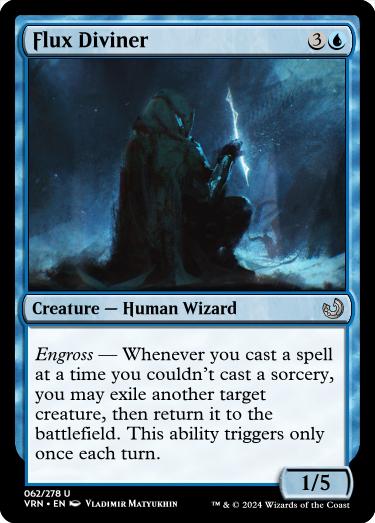 Flux Diviner 3
Creature — Human Wizard
Engross — Whenever you cast a spell
at a time you couldn't cast a sorcery,
you may exile another target
creature, then return it to the
battlefield. This ability triggers only
once each turn.
1/5
062/278 U
VRN • EN Vladimir Matyukhin ™ & © 2024 Wizards of the Coast